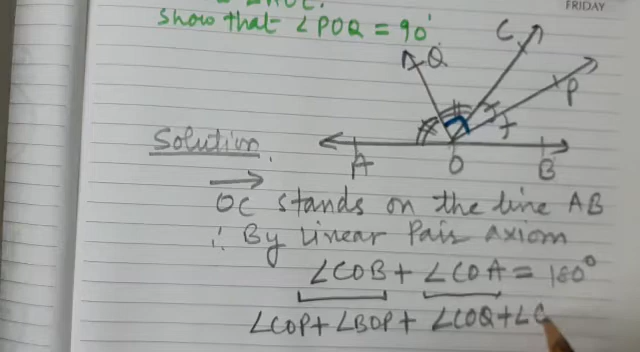 FRIDAY
Show that ∠POQ = 90°
C
Q
P
Solution.
A
O
B
OC stands on the line AB
∴ By Linear Pair axiom
∠COB + ∠COA = 180°
∠COP + ∠BOP + ∠COQ + ∠